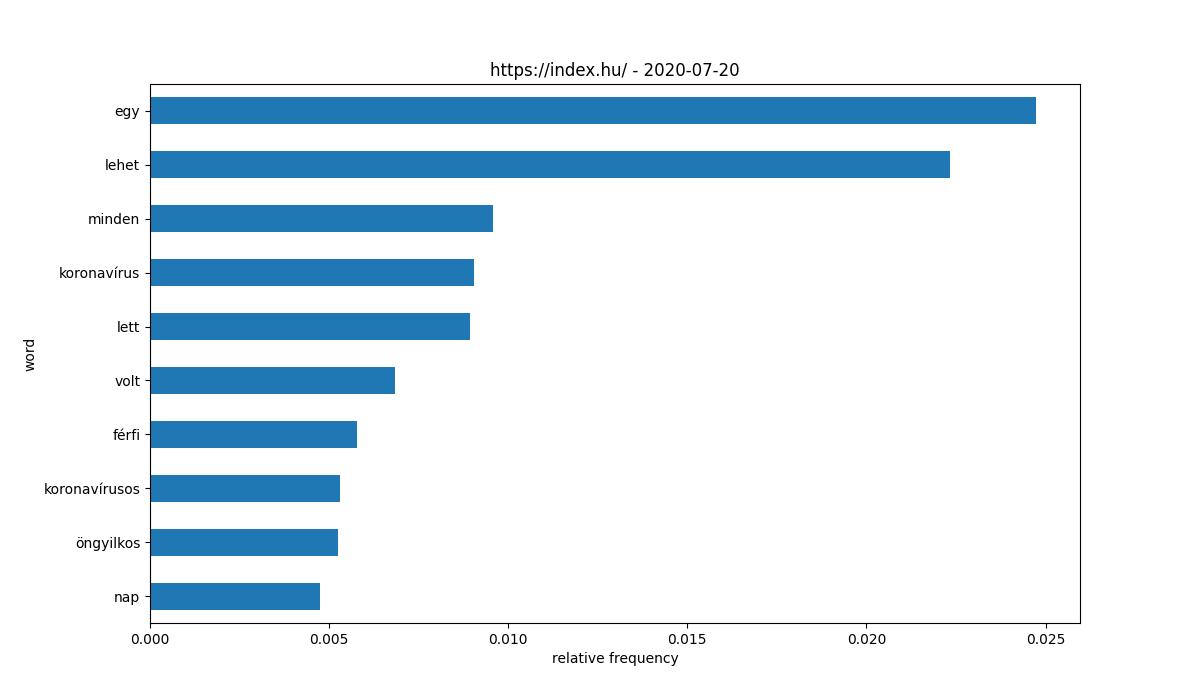 https://index.hu/ - 2020-07-20
egy
lehet
minden
koronavírus
lett
volt
férfi
koronavírusos
öngyilkos
nap
word
0.000 0.005 0.010 0.015 0.020 0.025
relative frequency